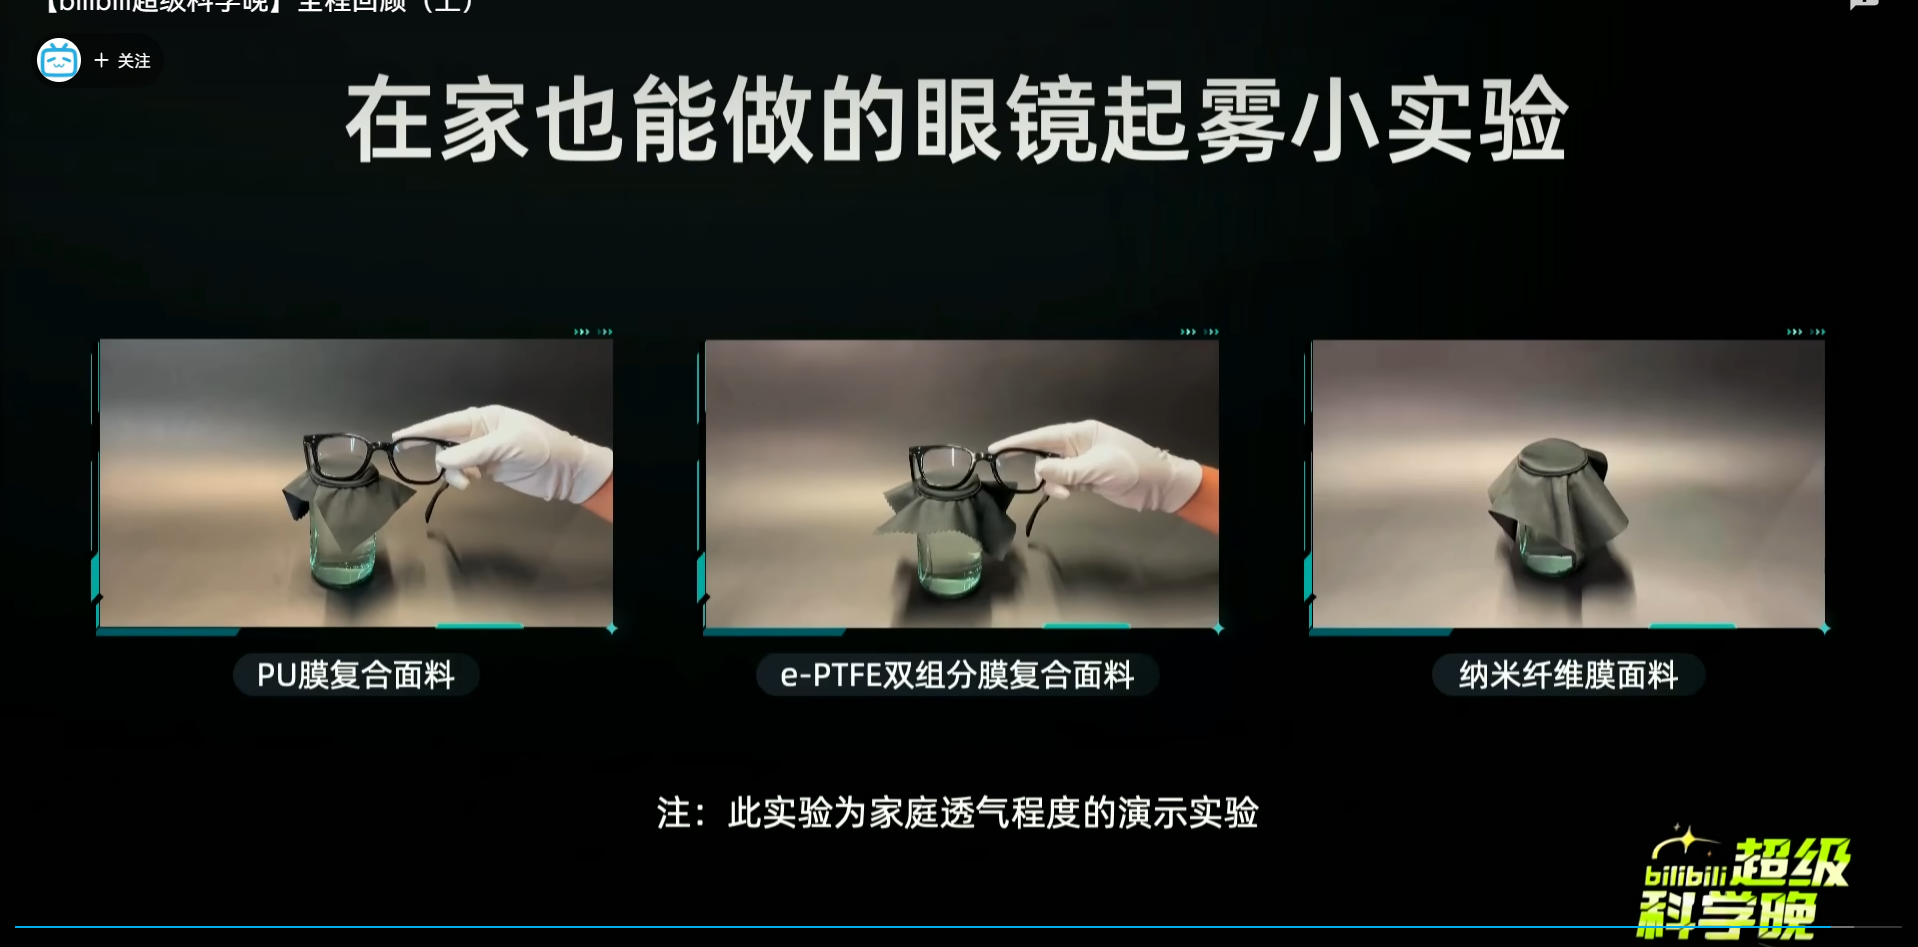 【bilibili超级科学晚】全程回顾（上）
+ 关注
在家也能做的眼镜起雾小实验
PU膜复合面料
e-PTFE双组分膜复合面料
纳米纤维膜面料
注：此实验为家庭透气程度的演示实验
bilibili超级
科学晚